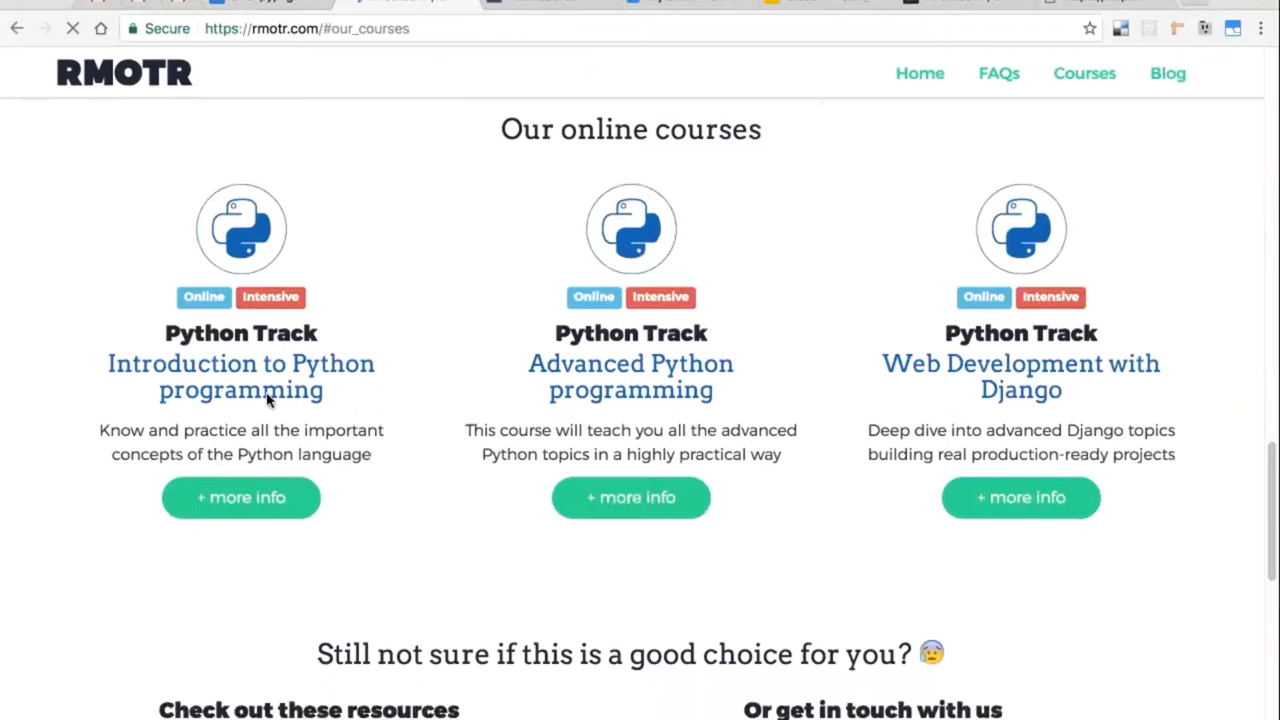 Secure https://rmotr.com/#our_courses
RMOTR Home FAQs Courses Blog
Our online courses
Online Intensive
Python Track
Introduction to Python
programming
Know and practice all the important
concepts of the Python language
+ more info
Online Intensive
Python Track
Advanced Python
programming
This course will teach you all the advanced
Python topics in a highly practical way
+ more info
Online Intensive
Python Track
Web Development with
Django
Deep dive into advanced Django topics
building real production-ready projects
+ more info
Still not sure if this is a good choice for you? 😰
Check out these resources
Or get in touch with us